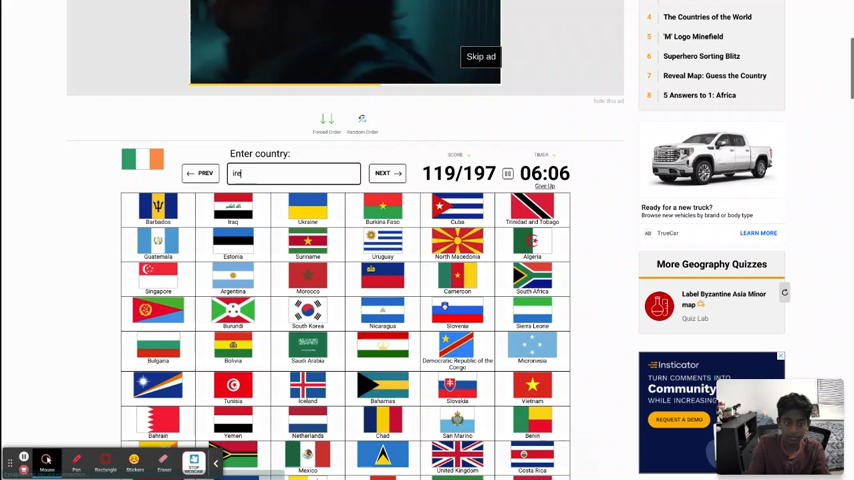 Skip ad
hide this ad
4 The Countries of the World
5 'M' Logo Minefield
6 Superhero Sorting Blitz
7 Reveal Map: Guess the Country
8 5 Answers to 1: Africa
Forced Order Random Order
Enter country:
SCORE
TIMER
← PREV
ire
NEXT →
119/197
06:06
Give Up
Barbados Iraq Ukraine Burkina Faso Cuba Trinidad and Tobago
Guatemala Estonia Suriname Uruguay North Macedonia Algeria
Singapore Argentina Morocco Cameroon South Africa
Burundi South Korea Nicaragua Slovenia Sierra Leone
Bulgaria Bolivia Saudi Arabia Democratic Republic of the Congo Micronesia
Tunisia Iceland Bahamas Slovakia Vietnam
Bahrain Yemen Netherlands Chad San Marino Benin
Mexico United Kingdom Costa Rica
Ready for a new truck?
Browse new vehicles by brand or body type
AD TrueCar
LEARN MORE
More Geography Quizzes
Label Byzantine Asia Minor
map
Quiz Lab
Insticator
TURN COMMENTS INTO
Community
WHILE INCREASING
REQUEST A DEMO
Mouse Pen Rectangle Stickers Eraser STOP WEBCAM